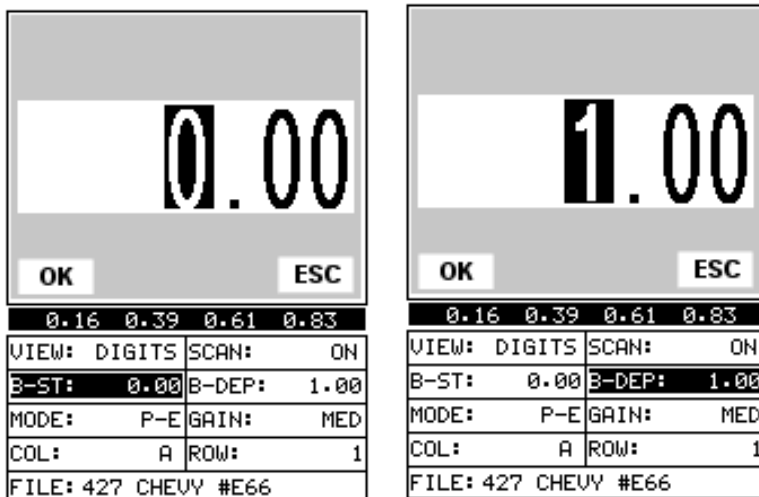 0.00
OK ESC
0.16 0.39 0.61 0.83
VIEW: DIGITS SCAN: ON
B-ST: 0.00 B-DEP: 1.00
MODE: P-E GAIN: MED
COL: A ROW: 1
FILE: 427 CHEVY #E66
1.00
OK ESC
0.16 0.39 0.61 0.83
VIEW: DIGITS SCAN: ON
B-ST: 0.00 B-DEP: 1.00
MODE: P-E GAIN: MED
COL: A ROW: 1
FILE: 427 CHEVY #E66